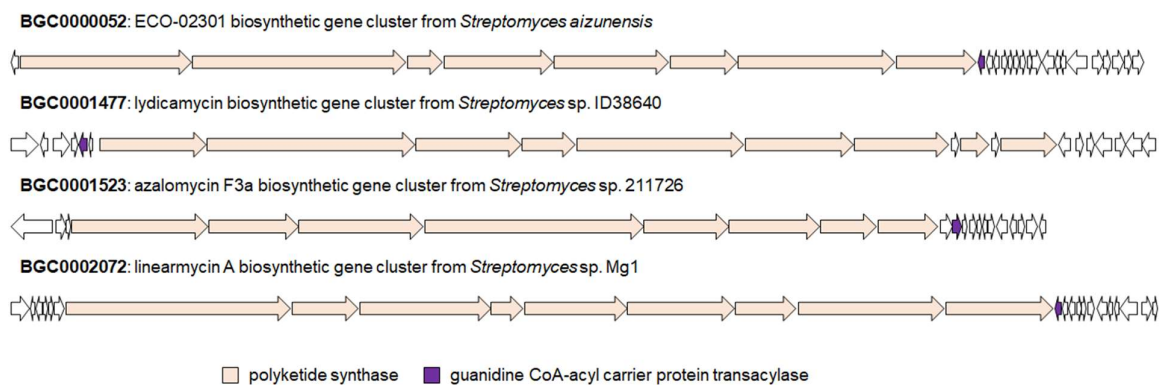 BGC0000052: ECO-02301 biosynthetic gene cluster from Streptomyces aizunensis
BGC0001477: lydicamycin biosynthetic gene cluster from Streptomyces sp. ID38640
BGC0001523: azalomycin F3a biosynthetic gene cluster from Streptomyces sp. 211726
BGC0002072: linearmycin A biosynthetic gene cluster from Streptomyces sp. Mg1
polyketide synthase guanidine CoA-acyl carrier protein transacylase